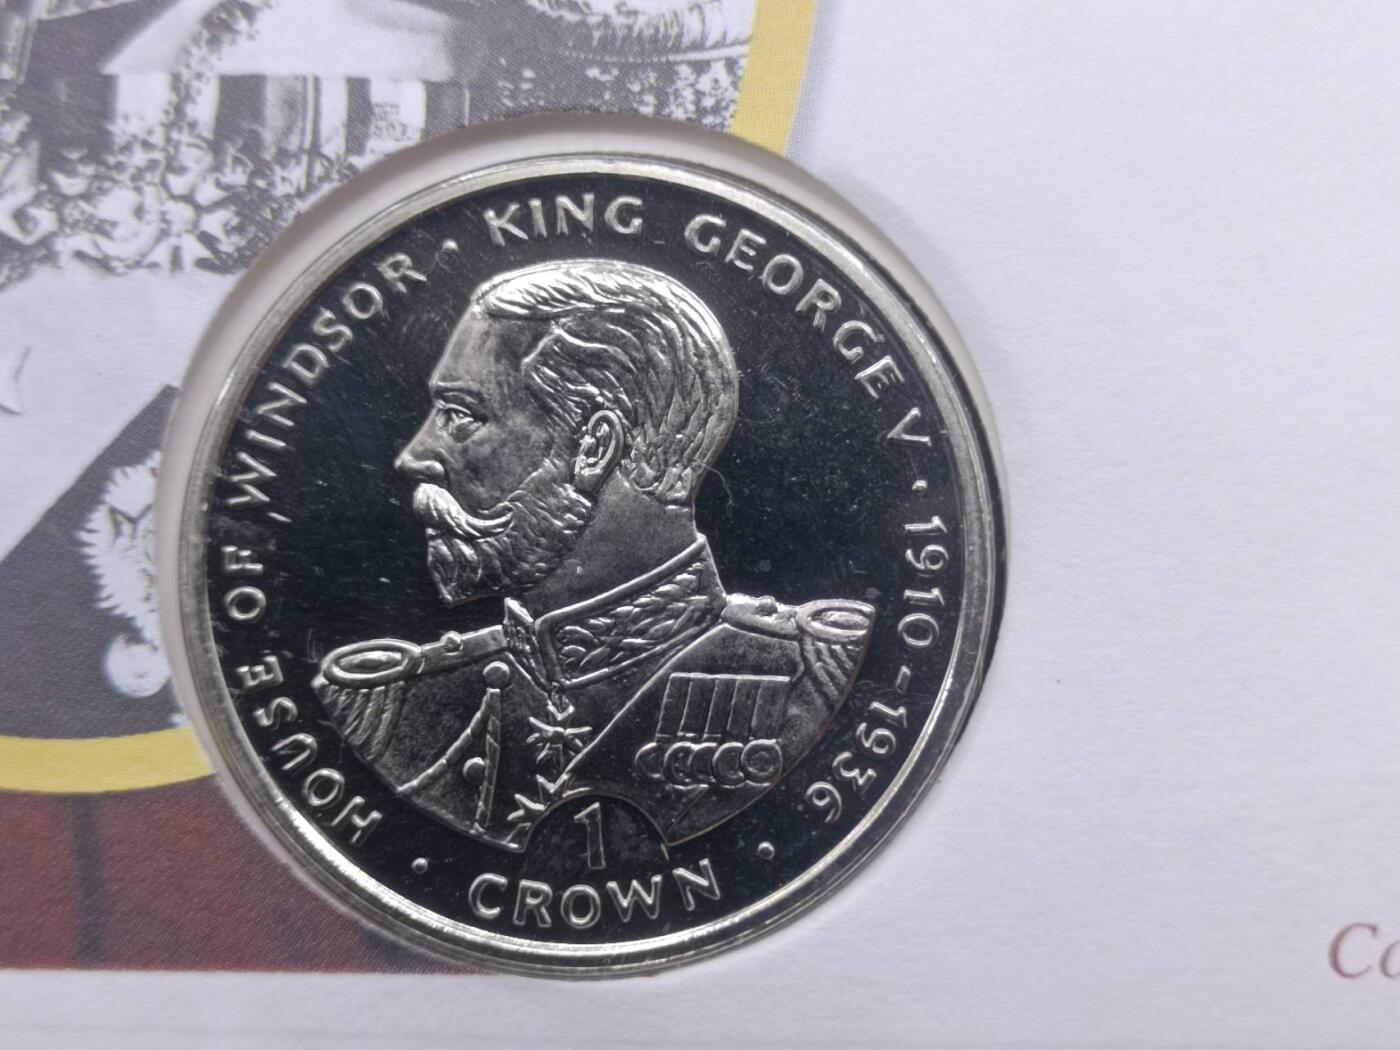 HOUSE OF WINDSOR · KING GEORGE V · 1910 - 1936 ·
1
CROWN ·